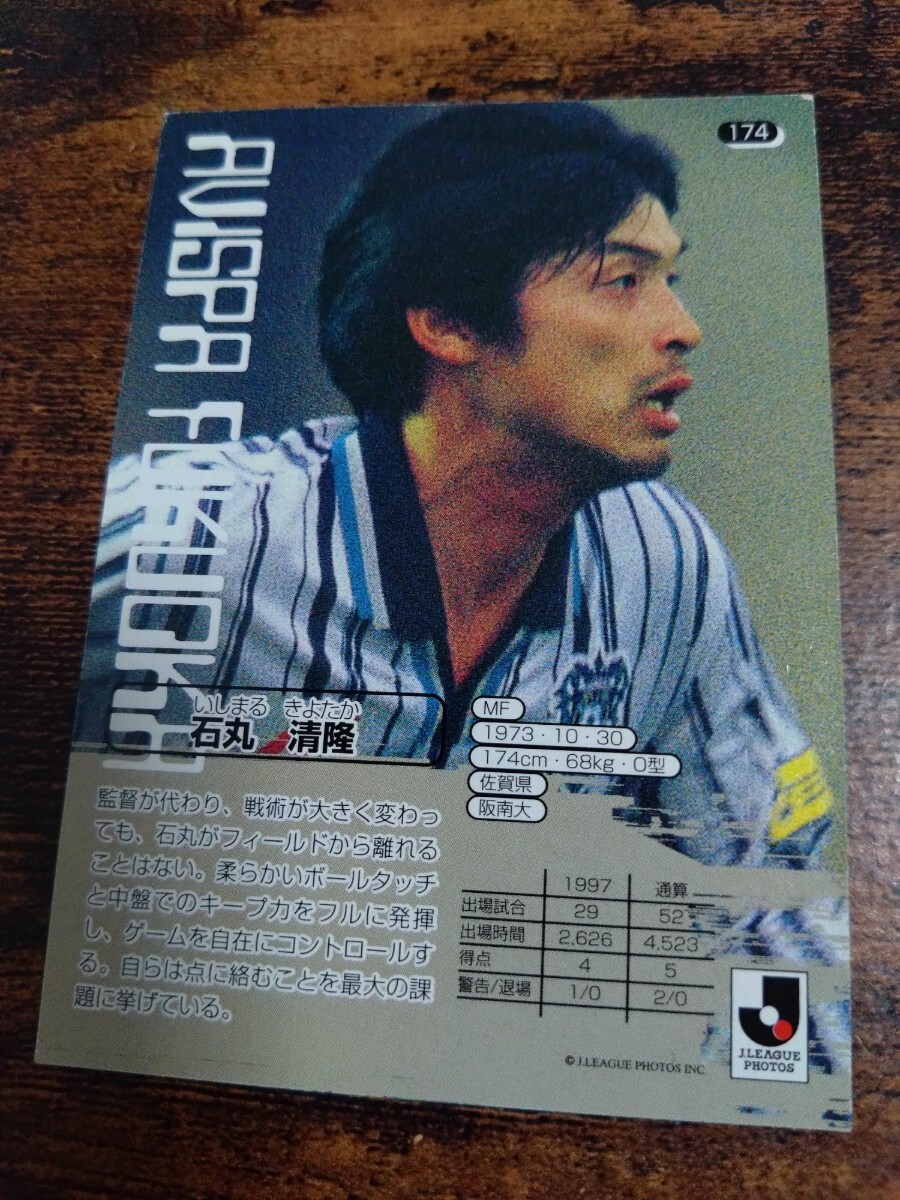 174
AVISPA FUKUOKA
いしまる きよたか
石丸 清隆
MF
1973・10・30
174cm・68kg・O型
佐賀県
阪南大
監督が代わり、戦術が大きく変わっ
ても、石丸がフィールドから離れる
ことはない。柔らかいボールタッチ
と中盤でのキープ力をフルに発揮
し、ゲームを自在にコントロールす
る。自らは点に絡むことを最大の課
題に挙げている。
1997 通算
出場試合 29 52
出場時間 2,626 4,523
得点 4 5
警告/退場 1/0 2/0
J.LEAGUE
PHOTOS
© J.LEAGUE PHOTOS INC.